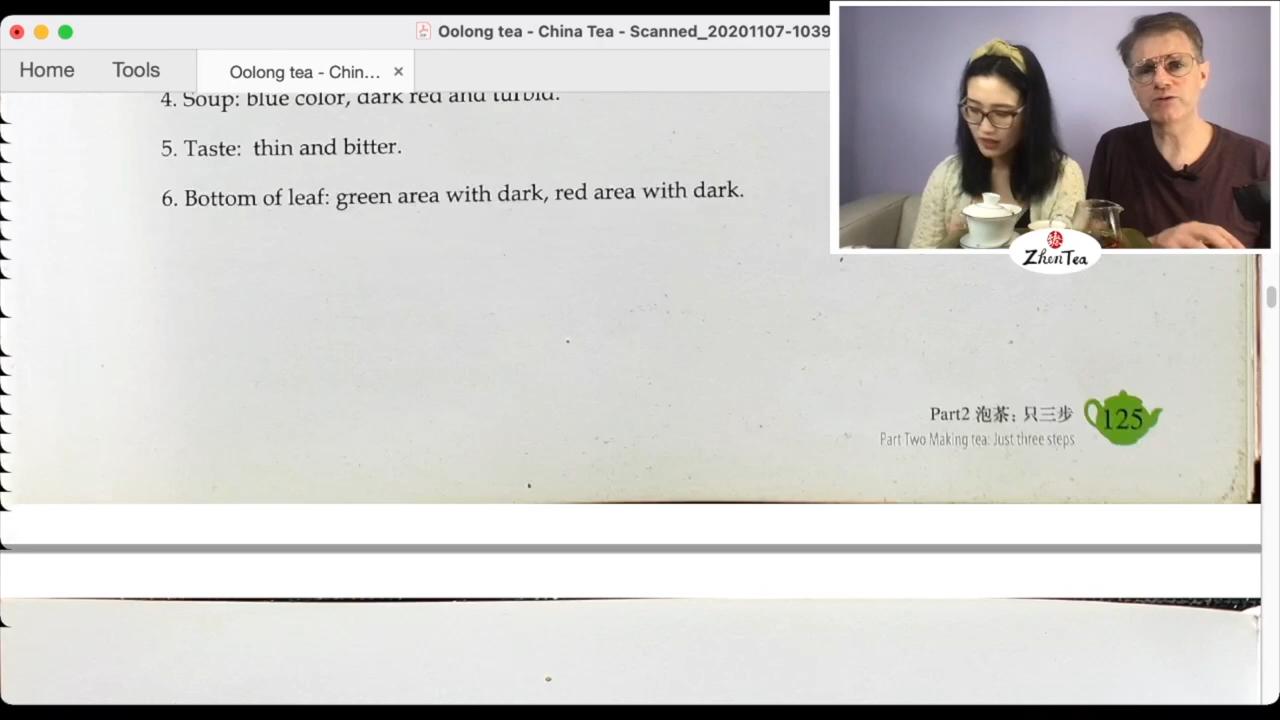 Oolong tea - China Tea - Scanned_20201107-1039
Home Tools Oolong tea - Chin... ×
4. Soup: blue color, dark red and turbid.
5. Taste:  thin and bitter.
6. Bottom of leaf: green area with dark, red area with dark.
Zhen Tea
Part2 泡茶：只三步
125
Part Two Making tea: Just three steps